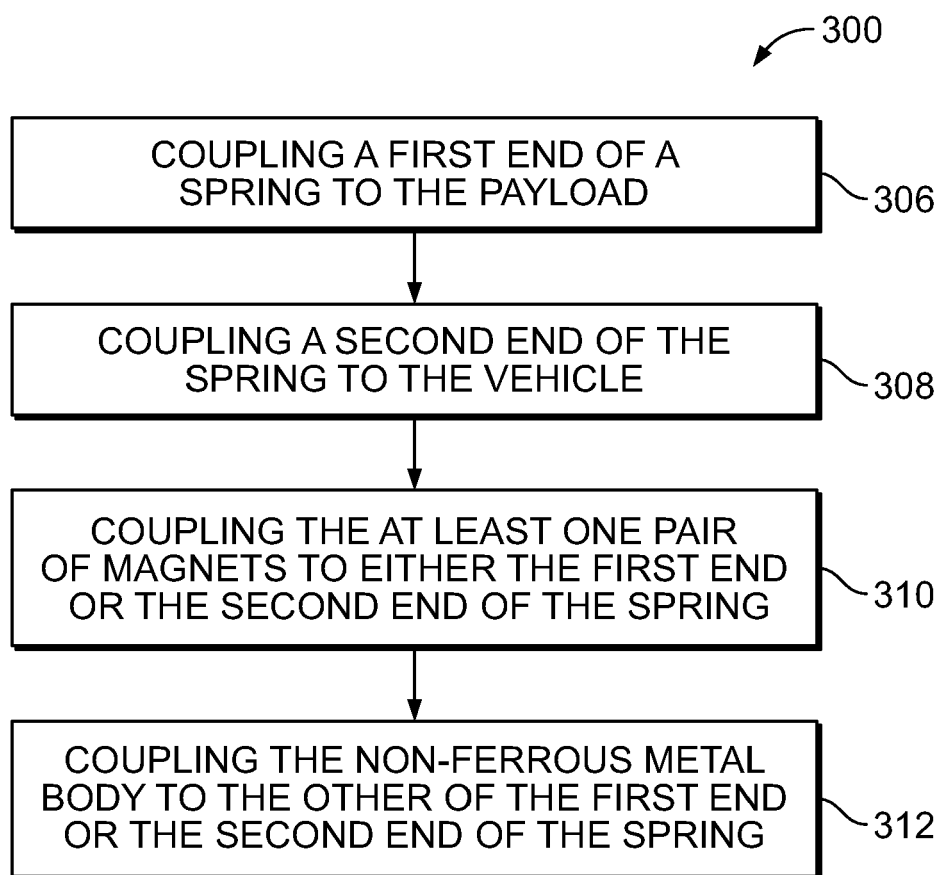 300
COUPLING A FIRST END OF A
SPRING TO THE PAYLOAD
306
COUPLING A SECOND END OF THE
SPRING TO THE VEHICLE
308
COUPLING THE AT LEAST ONE PAIR
OF MAGNETS TO EITHER THE FIRST END
OR THE SECOND END OF THE SPRING
310
COUPLING THE NON-FERROUS METAL
BODY TO THE OTHER OF THE FIRST END
OR THE SECOND END OF THE SPRING
312